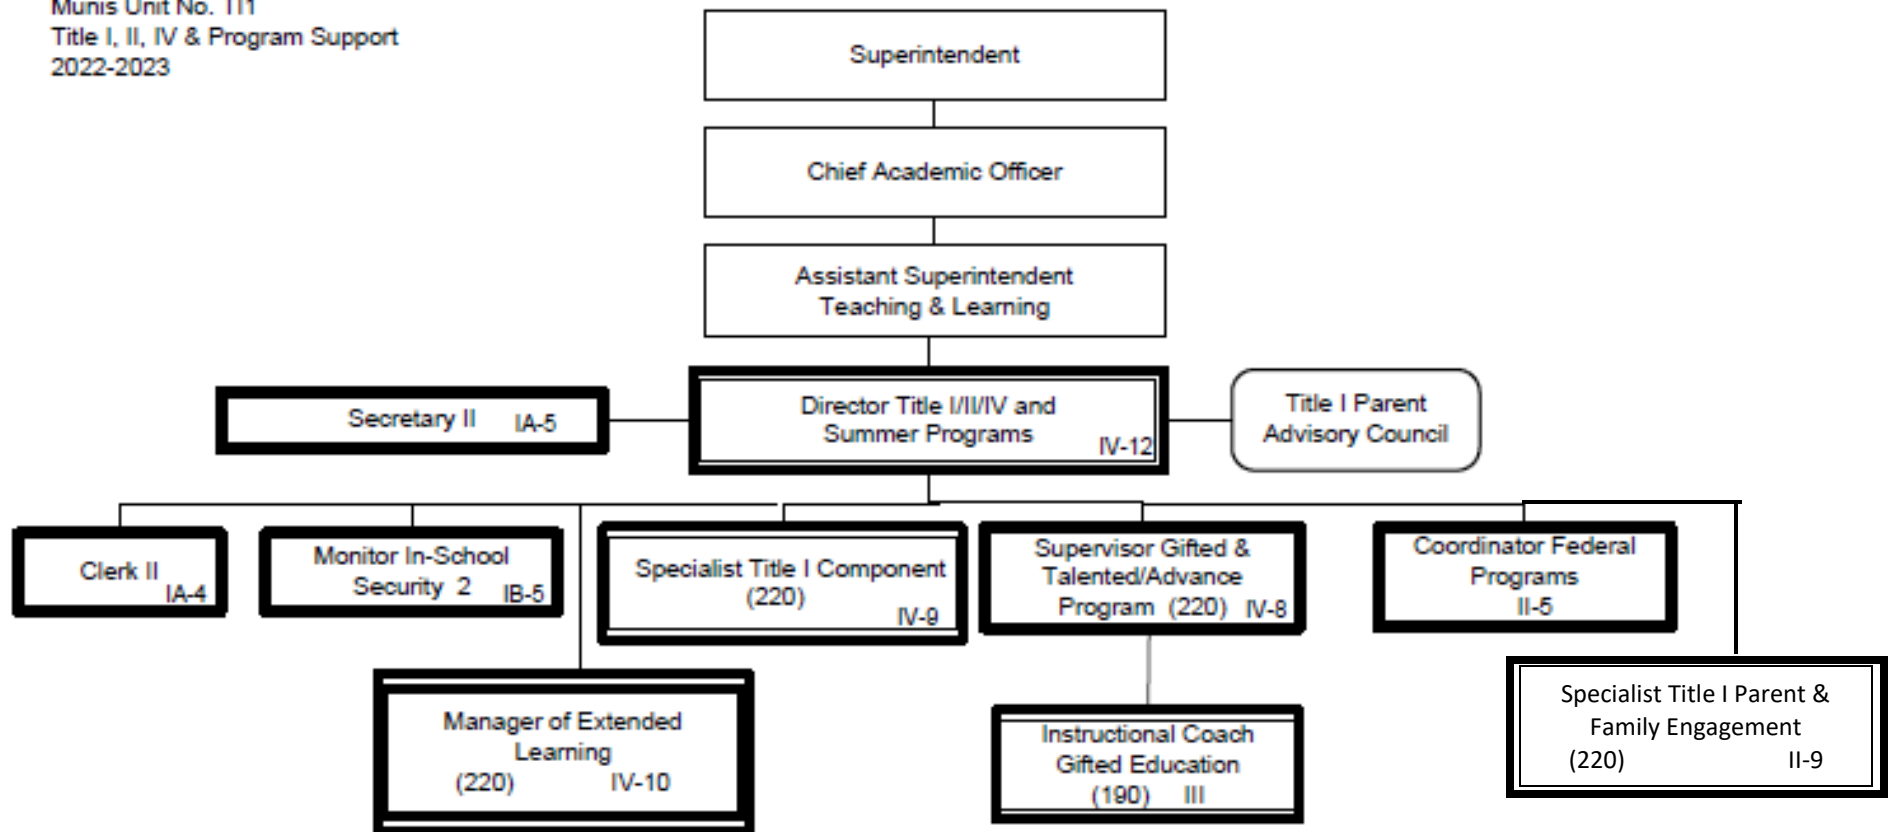 Munis Unit No. TI1
Title I, II, IV & Program Support
2022-2023
Superintendent
Chief Academic Officer
Assistant Superintendent
Teaching & Learning
Secretary II IA-5
Director Title I/II/IV and
Summer Programs
IV-12
Title I Parent
Advisory Council
Clerk II
IA-4
Monitor In-School
Security 2 IB-5
Specialist Title I Component
(220)
IV-9
Supervisor Gifted &
Talented/Advance
Program (220) IV-8
Coordinator Federal
Programs
II-5
Manager of Extended
Learning
(220) IV-10
Instructional Coach
Gifted Education
(190) III
Specialist Title I Parent &
Family Engagement
(220) II-9